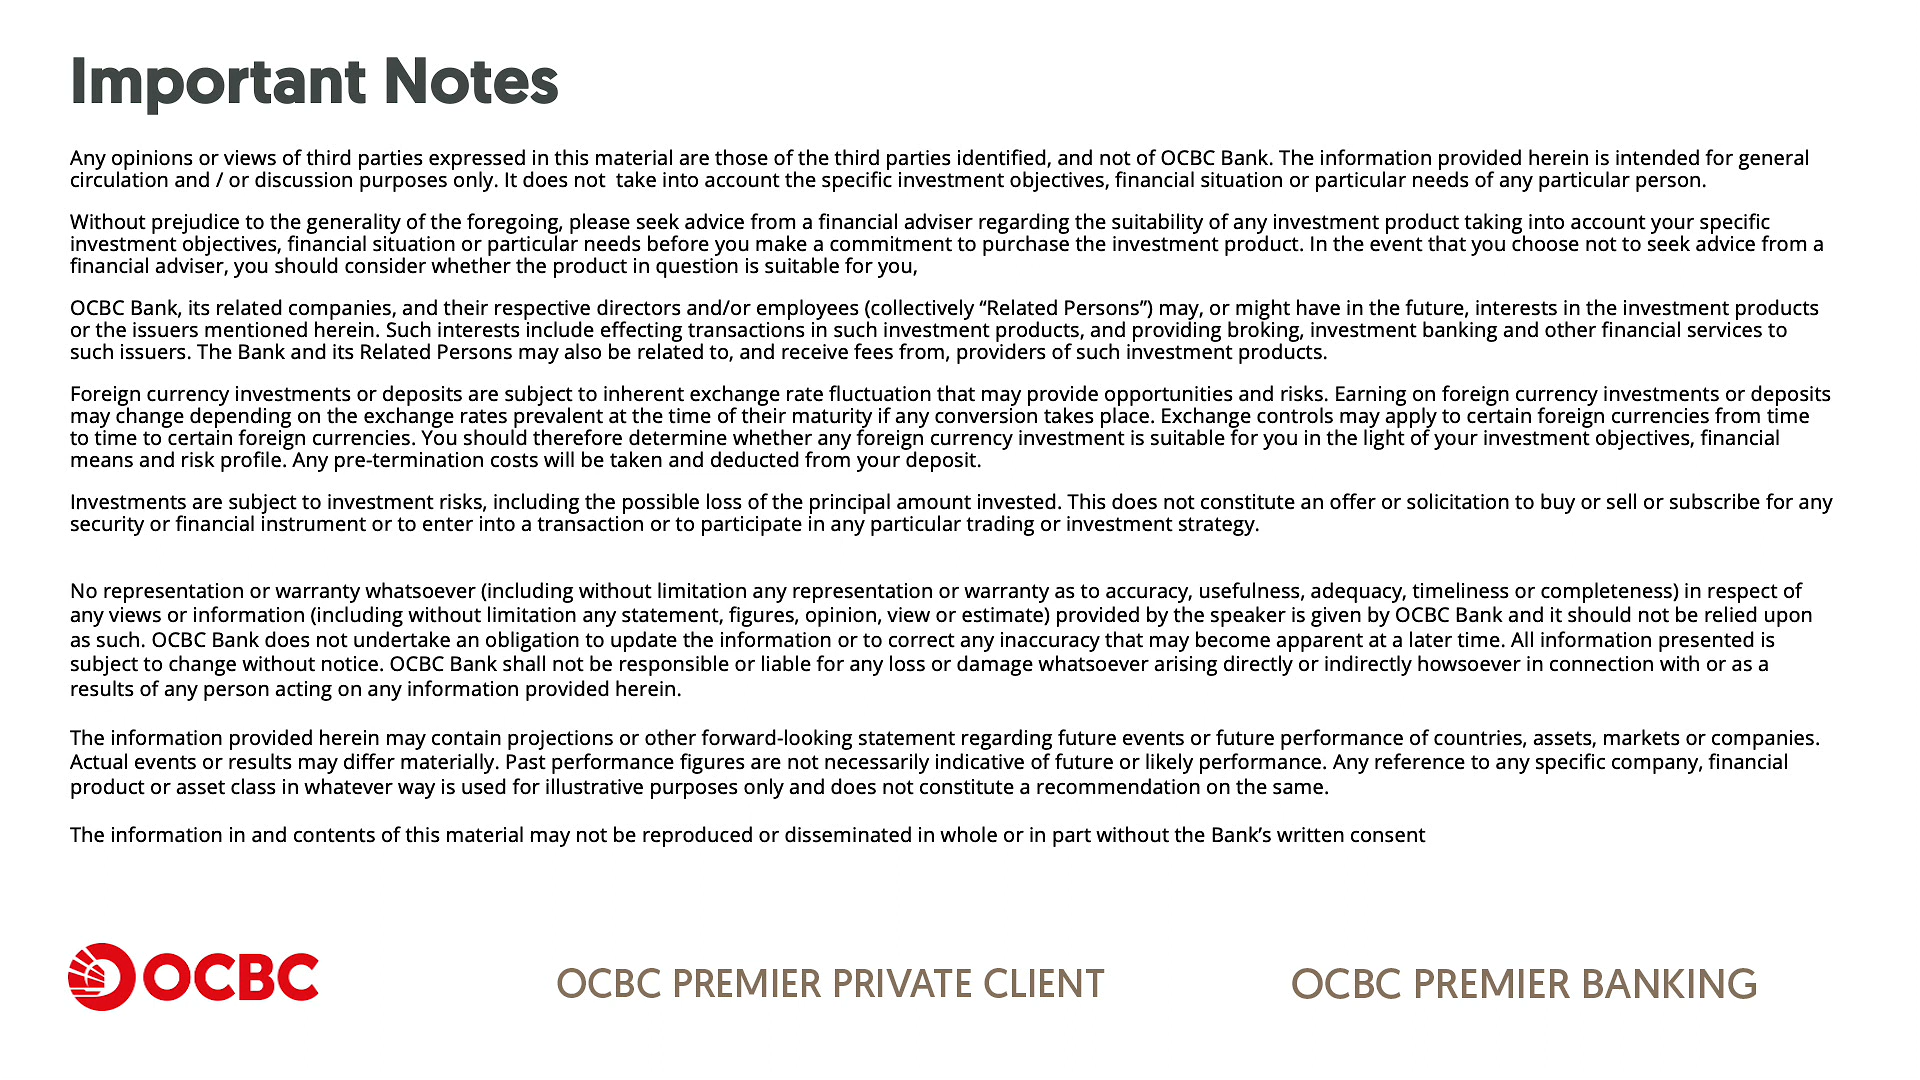 Important Notes
Any opinions or views of third parties expressed in this material are those of the third parties identified, and not of OCBC Bank. The information provided herein is intended for general
circulation and / or discussion purposes only. It does not  take into account the specific investment objectives, financial situation or particular needs of any particular person.
Without prejudice to the generality of the foregoing, please seek advice from a financial adviser regarding the suitability of any investment product taking into account your specific
investment objectives, financial situation or particular needs before you make a commitment to purchase the investment product. In the event that you choose not to seek advice from a
financial adviser, you should consider whether the product in question is suitable for you,
OCBC Bank, its related companies, and their respective directors and/or employees (collectively “Related Persons”) may, or might have in the future, interests in the investment products
or the issuers mentioned herein. Such interests include effecting transactions in such investment products, and providing broking, investment banking and other financial services to
such issuers. The Bank and its Related Persons may also be related to, and receive fees from, providers of such investment products.
Foreign currency investments or deposits are subject to inherent exchange rate fluctuation that may provide opportunities and risks. Earning on foreign currency investments or deposits
may change depending on the exchange rates prevalent at the time of their maturity if any conversion takes place. Exchange controls may apply to certain foreign currencies from time
to time to certain foreign currencies. You should therefore determine whether any foreign currency investment is suitable for you in the light of your investment objectives, financial
means and risk profile. Any pre-termination costs will be taken and deducted from your deposit.
Investments are subject to investment risks, including the possible loss of the principal amount invested. This does not constitute an offer or solicitation to buy or sell or subscribe for any
security or financial instrument or to enter into a transaction or to participate in any particular trading or investment strategy.
No representation or warranty whatsoever (including without limitation any representation or warranty as to accuracy, usefulness, adequacy, timeliness or completeness) in respect of
any views or information (including without limitation any statement, figures, opinion, view or estimate) provided by the speaker is given by OCBC Bank and it should not be relied upon
as such. OCBC Bank does not undertake an obligation to update the information or to correct any inaccuracy that may become apparent at a later time. All information presented is
subject to change without notice. OCBC Bank shall not be responsible or liable for any loss or damage whatsoever arising directly or indirectly howsoever in connection with or as a
results of any person acting on any information provided herein.
The information provided herein may contain projections or other forward-looking statement regarding future events or future performance of countries, assets, markets or companies.
Actual events or results may differ materially. Past performance figures are not necessarily indicative of future or likely performance. Any reference to any specific company, financial
product or asset class in whatever way is used for illustrative purposes only and does not constitute a recommendation on the same.
The information in and contents of this material may not be reproduced or disseminated in whole or in part without the Bank’s written consent
OCBC
OCBC PREMIER PRIVATE CLIENT
OCBC PREMIER BANKING